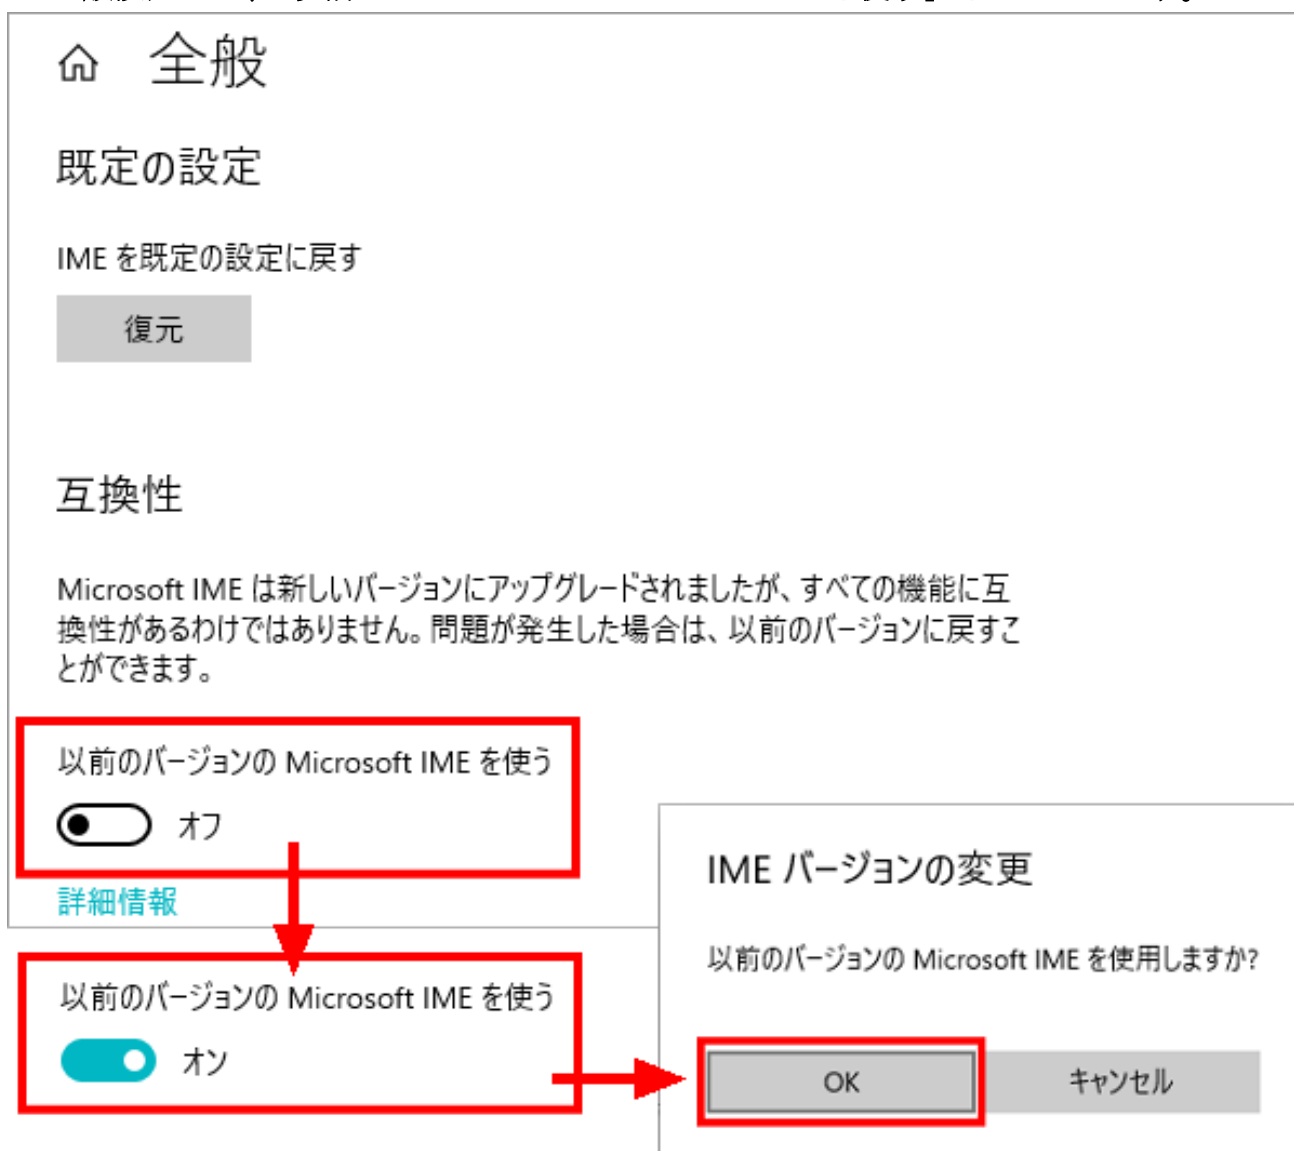 全般
既定の設定
IME を既定の設定に戻す
復元
互換性
Microsoft IME は新しいバージョンにアップグレードされましたが、すべての機能に互
換性があるわけではありません。問題が発生した場合は、以前のバージョンに戻すこ
とができます。
以前のバージョンの Microsoft IME を使う
オフ
詳細情報
以前のバージョンの Microsoft IME を使う
オン
IME バージョンの変更
以前のバージョンの Microsoft IME を使用しますか?
OK
キャンセル